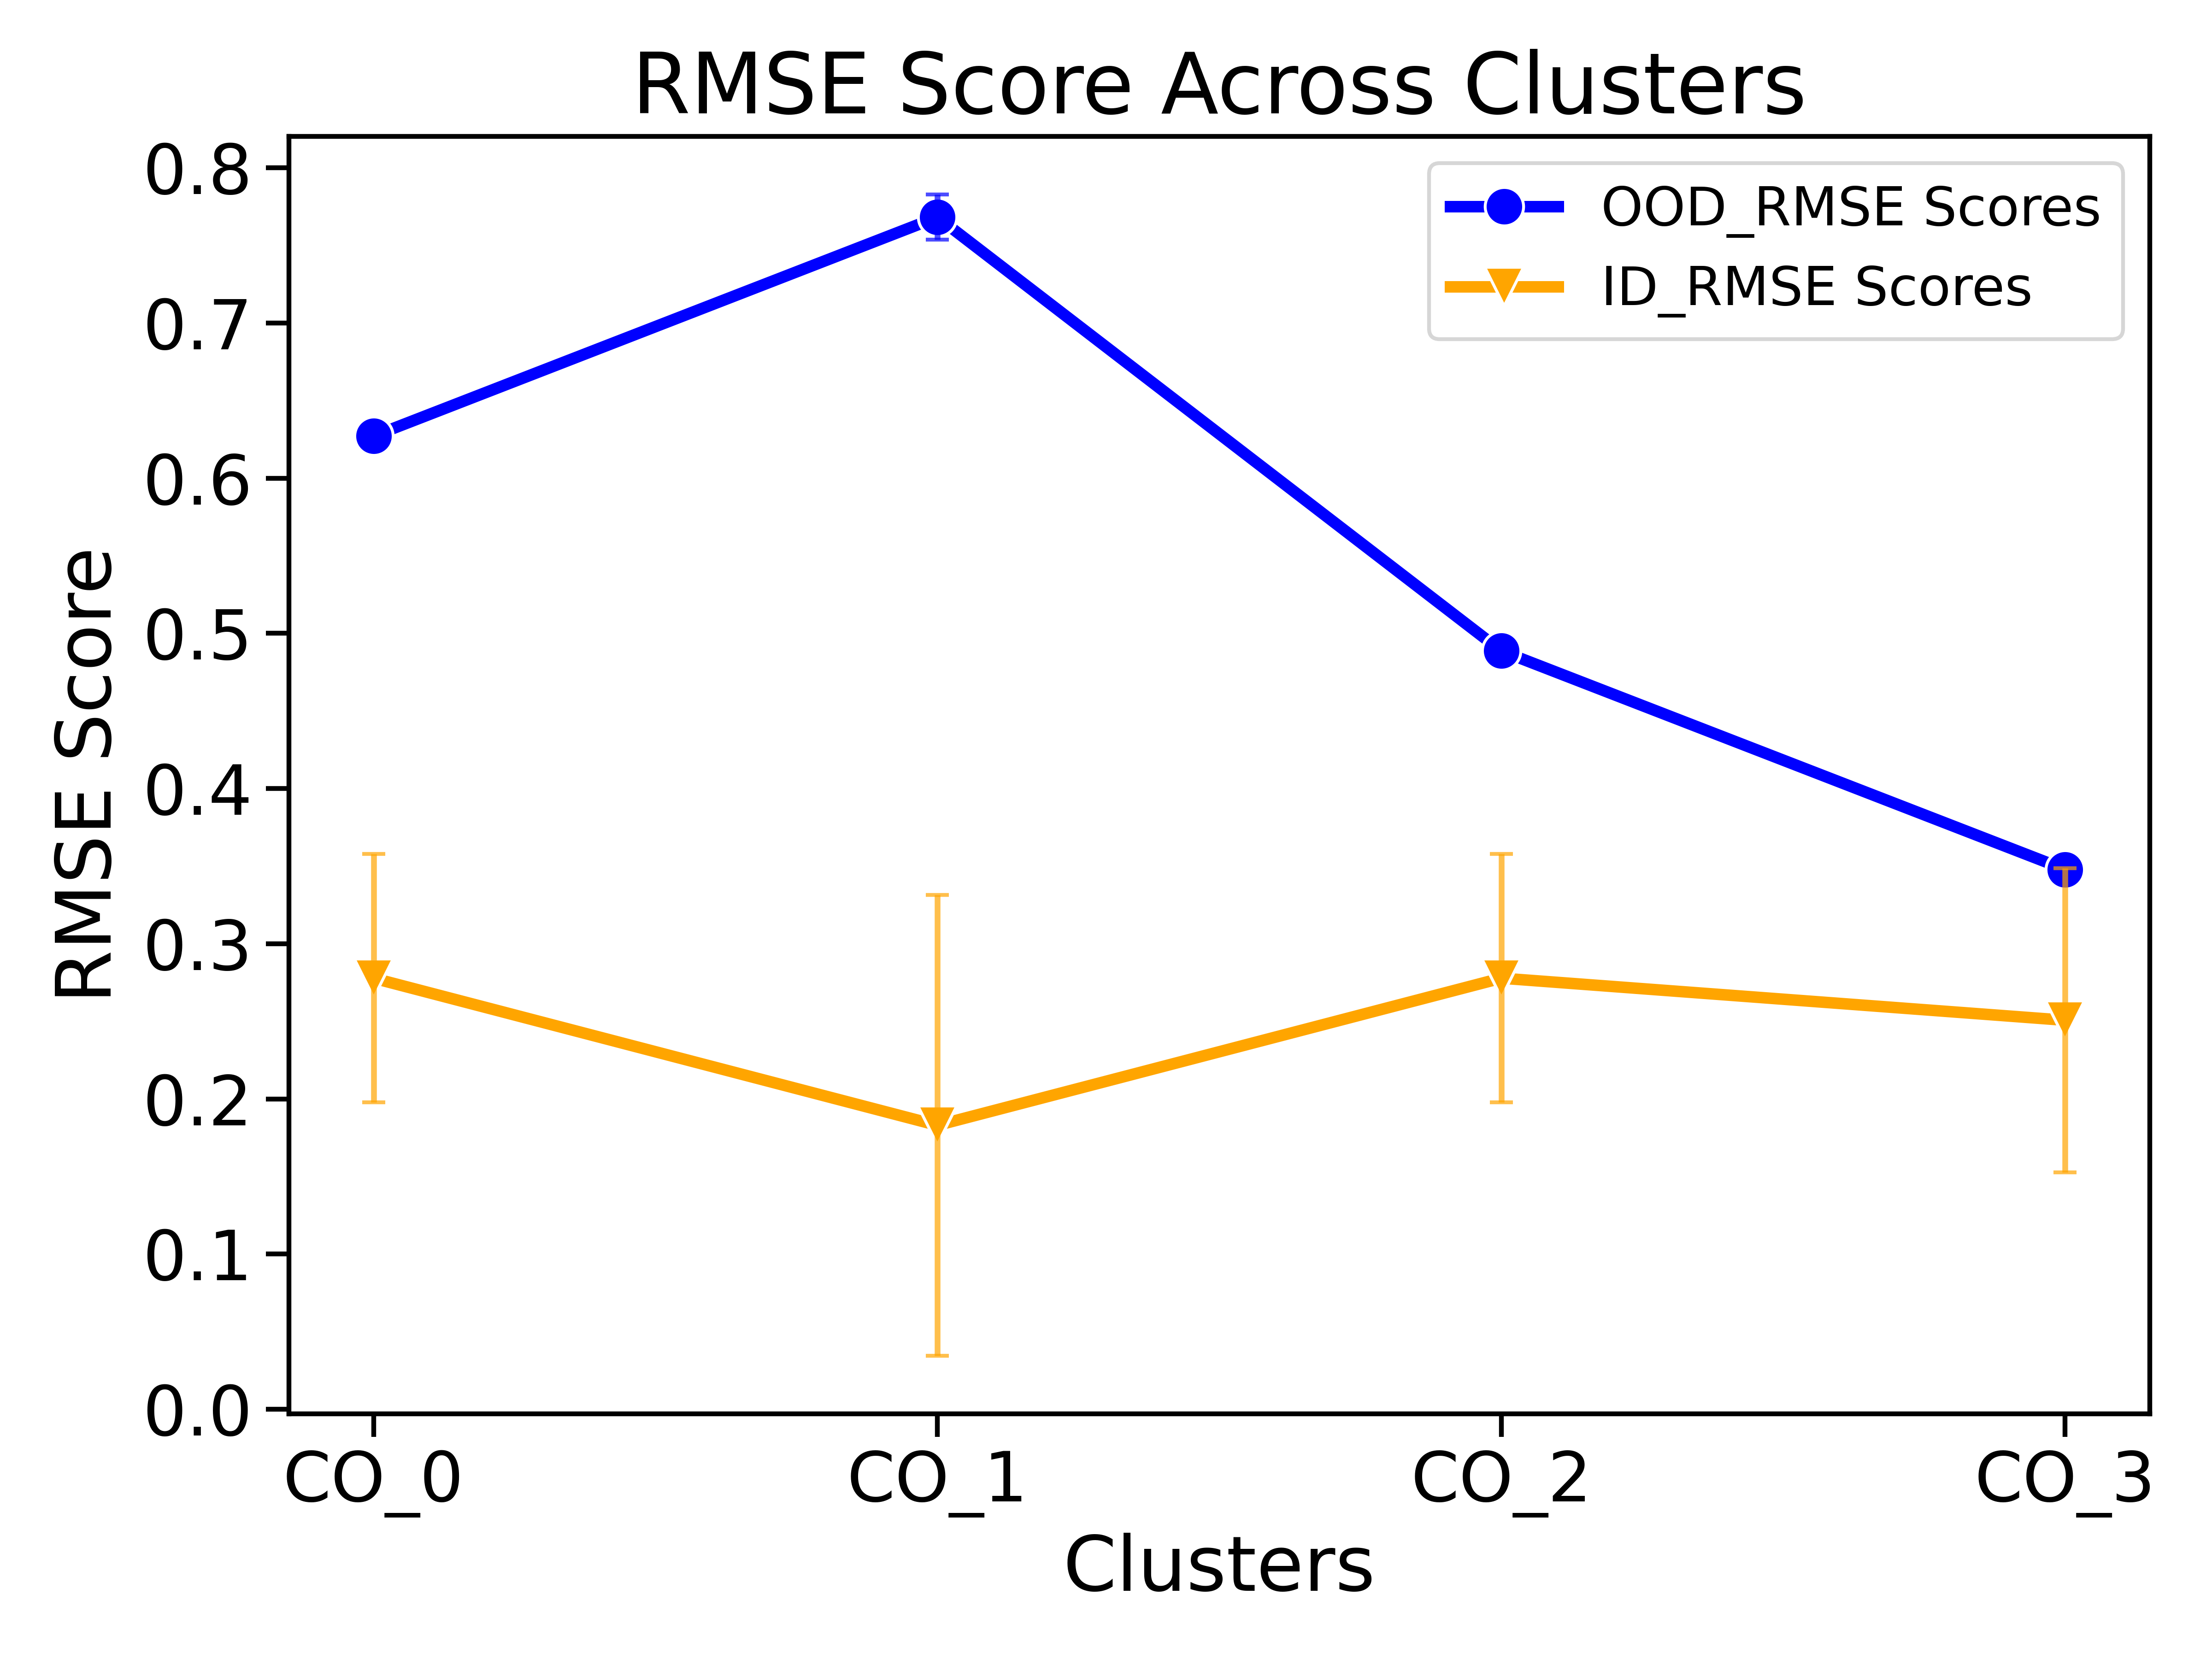 RMSE Score Across Clusters
OOD_RMSE Scores
ID_RMSE Scores
RMSE Score
0.8
0.7
0.6
0.5
0.4
0.3
0.2
0.1
0.0
CO_0 CO_1 CO_2 CO_3
Clusters